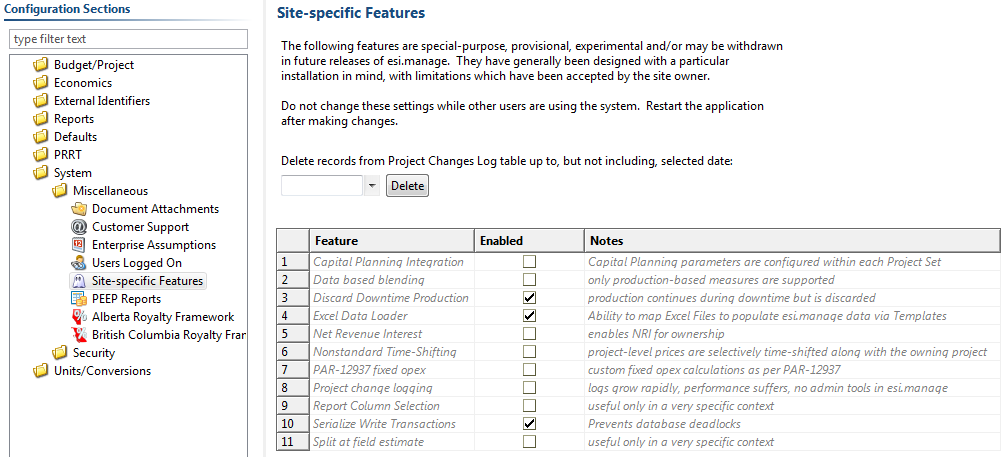 Configuration Sections
type filter text
Budget/Project
Economics
External Identifiers
Reports
Defaults
PRRT
System
Miscellaneous
Document Attachments
Customer Support
Enterprise Assumptions
Users Logged On
Site-specific Features
PEEP Reports
Alberta Royalty Framework
British Columbia Royalty Fran
Security
Units/Conversions
Site-specific Features
The following features are special-purpose, provisional, experimental and/or may be withdrawn
in future releases of esi.manage. They have generally been designed with a particular
installation in mind, with limitations which have been accepted by the site owner.
Do not change these settings while other users are using the system. Restart the application
after making changes.
Delete records from Project Changes Log table up to, but not including, selected date:
Delete
Feature Enabled Notes
1 Capital Planning Integration Capital Planning parameters are configured within each Project Set
2 Data based blending only production-based measures are supported
3 Discard Downtime Production production continues during downtime but is discarded
4 Excel Data Loader Ability to map Excel Files to populate esi.manage data via Templates
5 Net Revenue Interest enables NRI for ownership
6 Nonstandard Time-Shifting project-level prices are selectively time-shifted along with the owning project
7 PAR-12937 fixed opex custom fixed opex calculations as per PAR-12937
8 Project change logging logs grow rapidly, performance suffers, no admin tools in esi.manage
9 Report Column Selection useful only in a very specific context
10 Serialize Write Transactions Prevents database deadlocks
11 Split at field estimate useful only in a very specific context